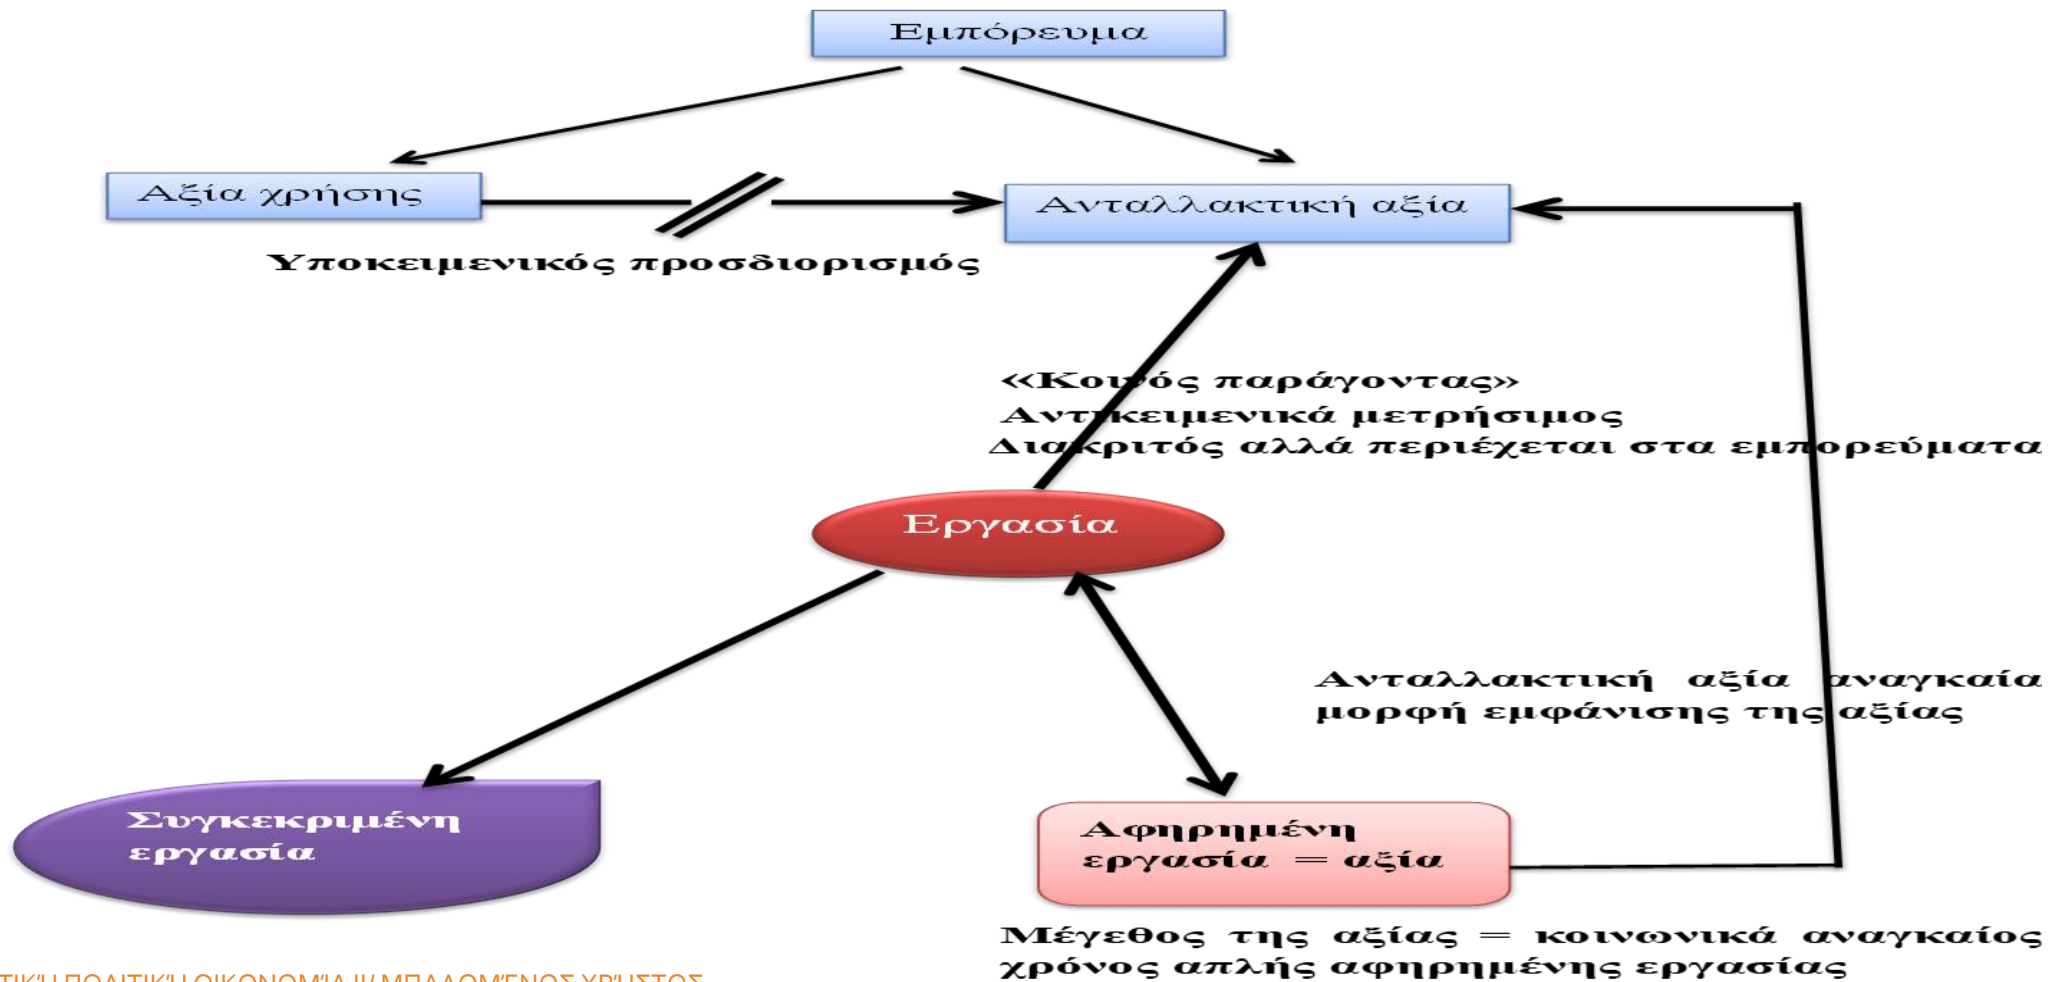 Εμπόρευμα
Αξία χρήσης
Ανταλλακτική αξία
Υποκειμενικός προσδιορισμός
«Κοινός παράγοντας»
Αντικειμενικά μετρήσιμος
Διακριτός αλλά περιέχεται στα εμπορεύματα
Εργασία
Ανταλλακτική αξία αναγκαία
μορφή εμφάνισης της αξίας
Συγκεκριμένη
εργασία
Αφηρημένη
εργασία = αξία
Μέγεθος της αξίας = κοινωνικά αναγκαίος
χρόνος απλής αφηρημένης εργασίας
ΠΟΛΙΤΙΚΉ ΟΙΚΟΝΟΜΊΑ